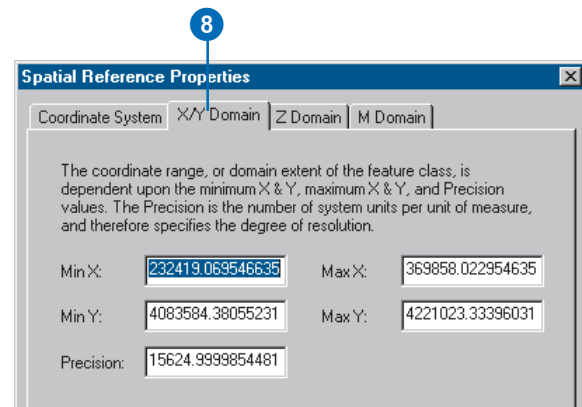 8
Spatial Reference Properties
Coordinate System X/Y Domain Z Domain M Domain
The coordinate range, or domain extent of the feature class, is
dependent upon the minimum X & Y, maximum X & Y, and Precision
values. The Precision is the number of system units per unit of measure,
and therefore specifies the degree of resolution.
Min X: 232419.069546635 Max X: 369858.022954635
Min Y: 4083584.38055231 Max Y: 4221023.33396031
Precision: 15624.9999854481